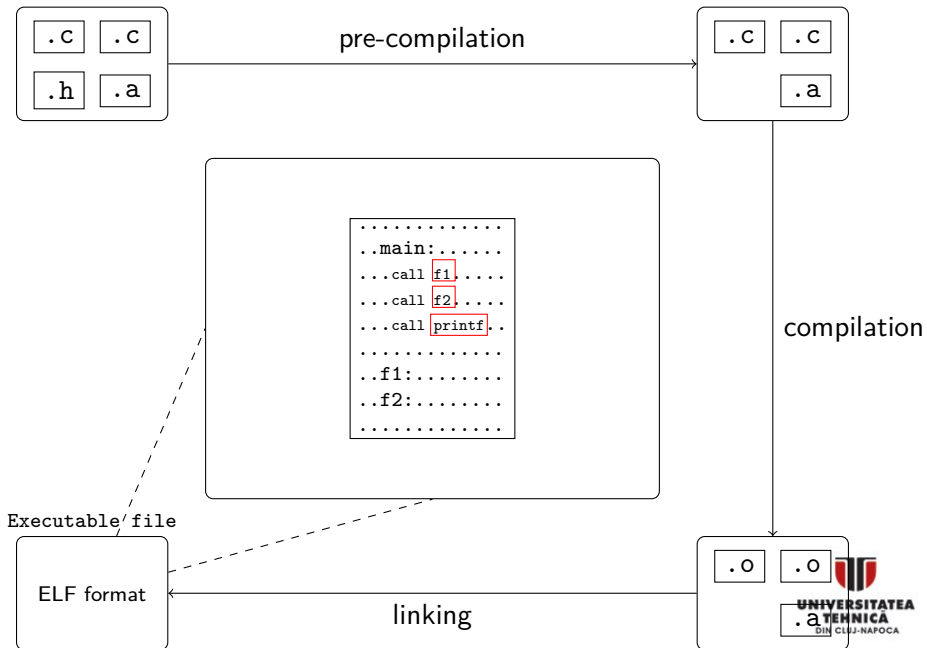 .c .c
pre-compilation
.c .c
.h .a
.a
.............
..main:......
...call f1.....
...call f2.....
...call printf..
.............
..f1:........
..f2:........
.............
compilation
Executable file
.o .o
ELF format
linking
.a
UNIVERSITATEA
TEHNICĂ
DIN CLUJ-NAPOCA